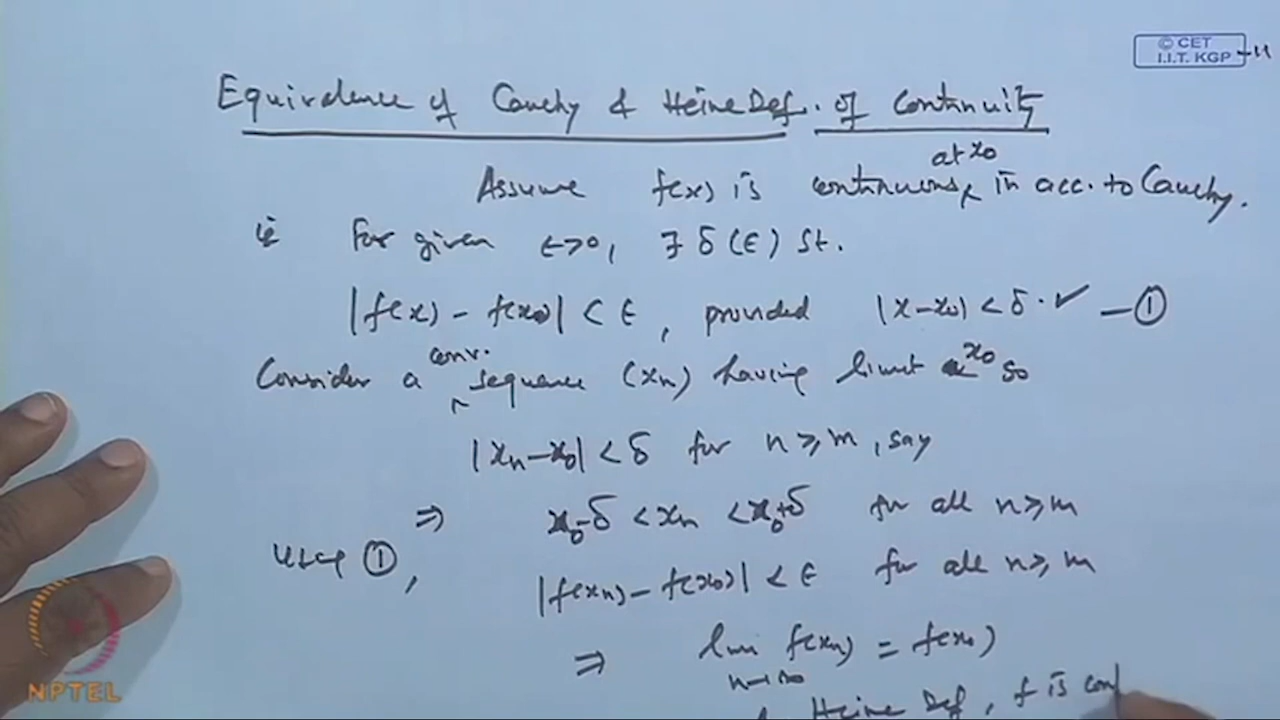 © CET
I.I.T. KGP
Equivalence of Cauchy & Heine Def. of Continuity
Assume f(x) is continuous at x0 in acc. to Cauchy.
ie For given ε>0, ∃ δ(ε) st.
|f(x) - f(x0)| < ε, provided |x-x0| < δ. ✓ —①
Consider a conv. sequence (xn) having limit x0 so
|xn-x0| < δ for n ≥ m, say
⇒ x0-δ < xn < x0+δ for all n ≥ m
Using ①,
|f(xn) - f(x0)| < ε for all n ≥ m
⇒ lim n→∞ f(xn) = f(x0)
Heine Def, f is con
NPTEL